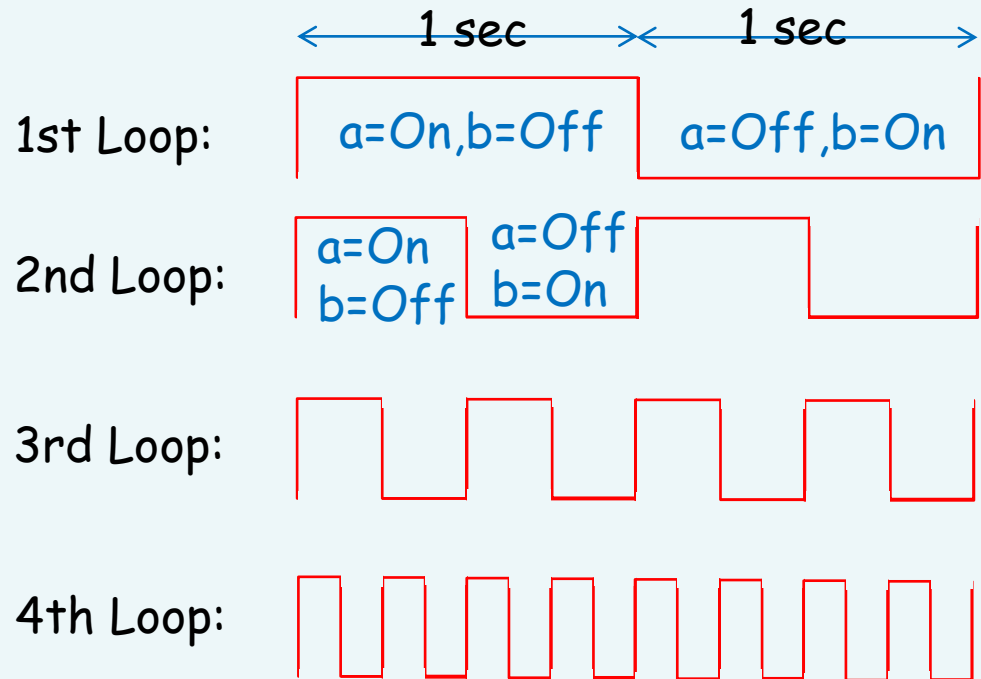 1 sec 1 sec
1st Loop: a=On,b=Off a=Off,b=On
2nd Loop:
a=On
b=Off
a=Off
b=On
3rd Loop:
4th Loop: